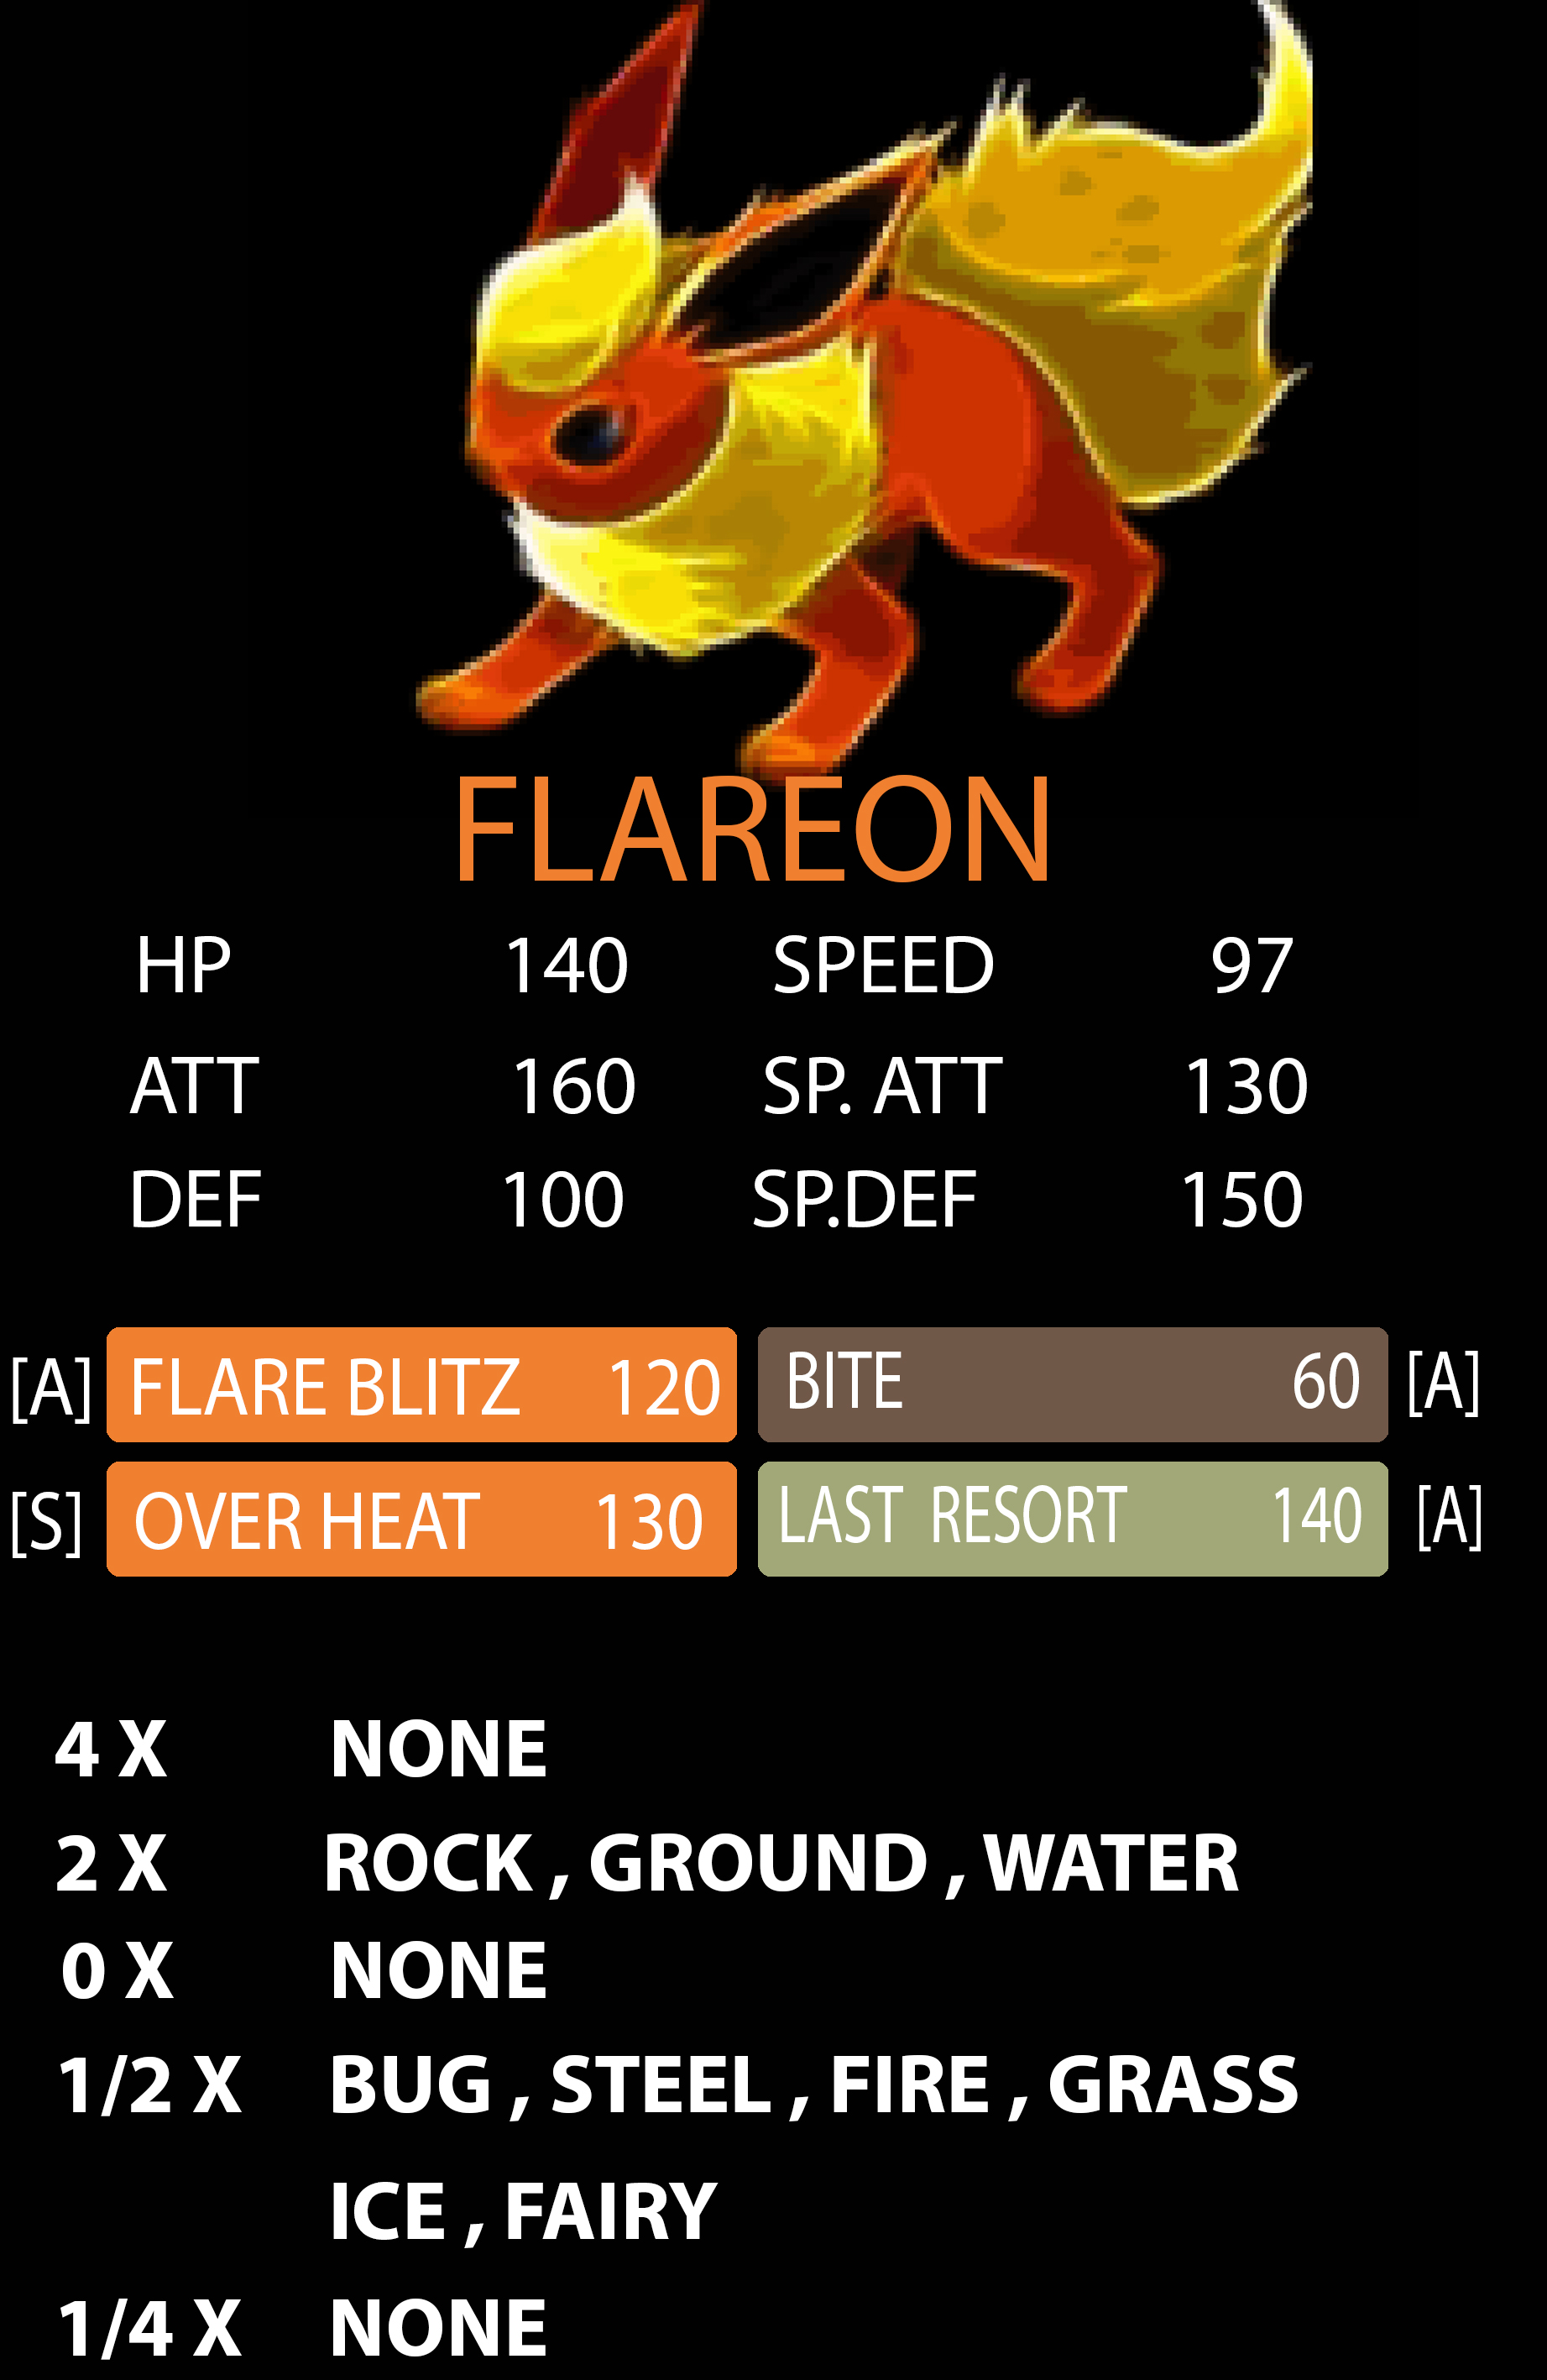 FLAREON
HP 140 SPEED 97
ATT 160 SP. ATT 130
DEF 100 SP.DEF 150
[A] FLARE BLITZ 120 BITE 60 [A]
[S] OVER HEAT 130 LAST RESORT 140 [A]
4 X NONE
2 X ROCK , GROUND , WATER
0 X NONE
1/2 X BUG , STEEL , FIRE , GRASS
ICE , FAIRY
1/4 X NONE